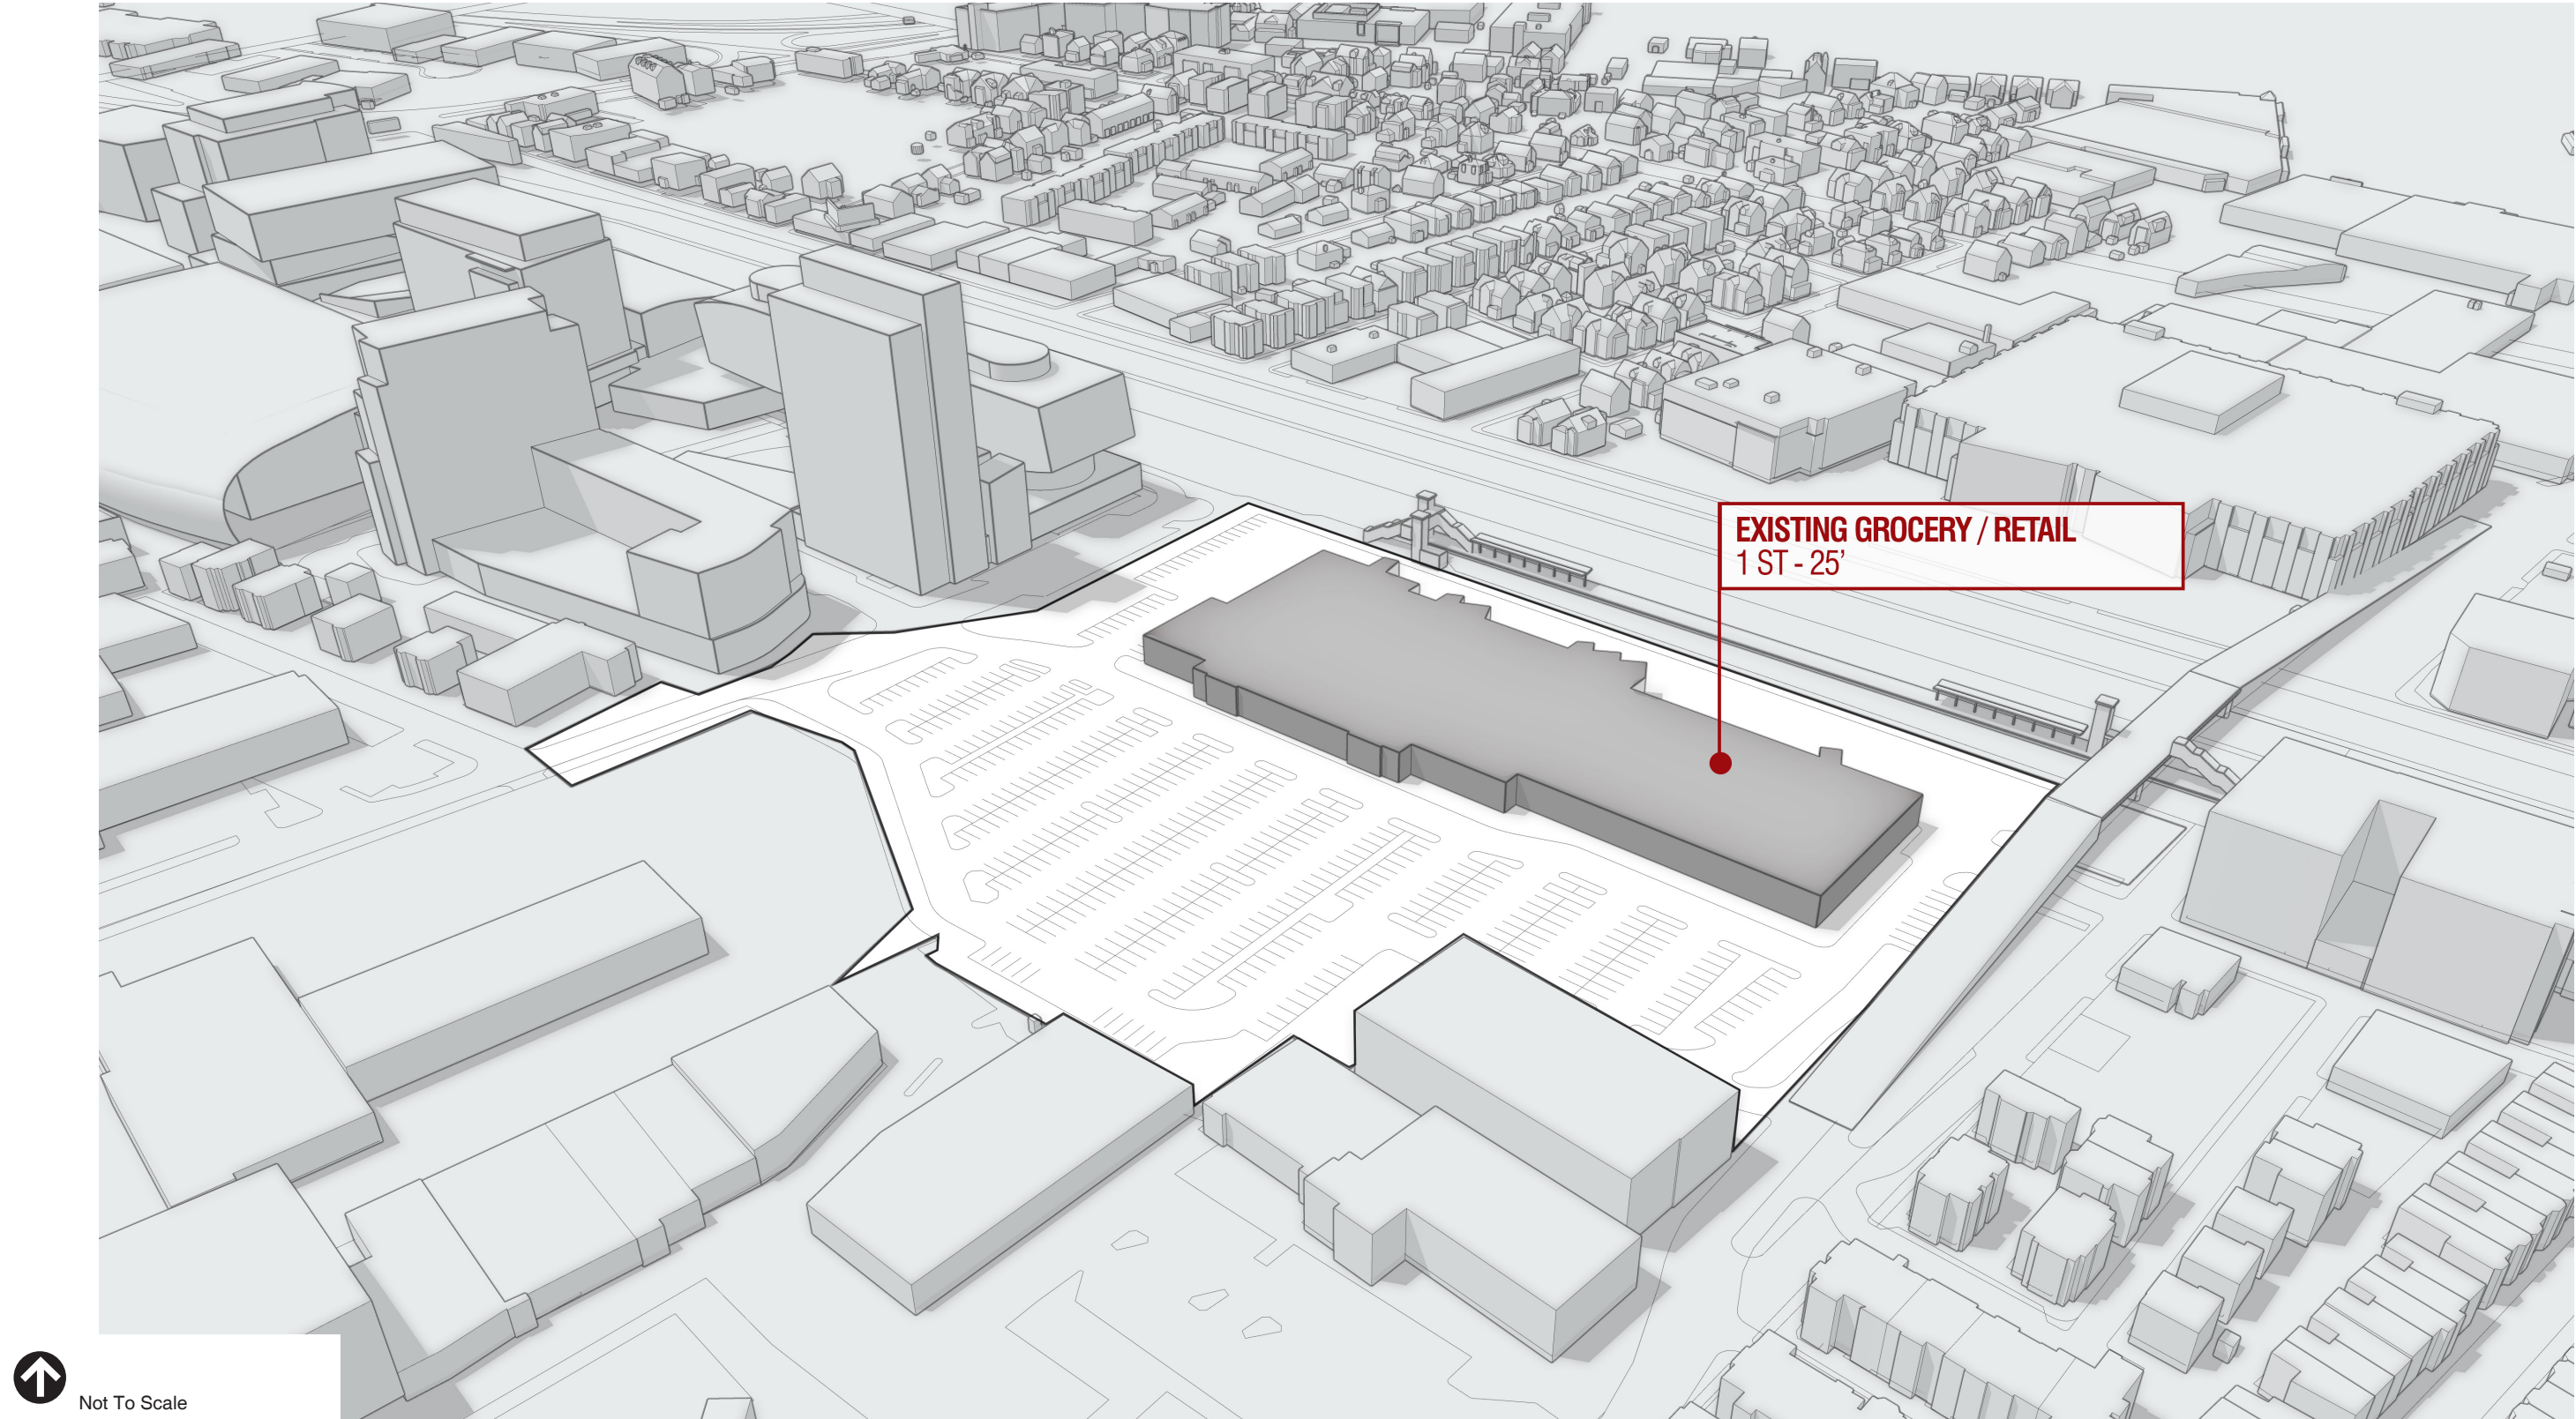 EXISTING GROCERY / RETAIL
1 ST - 25’
Not To Scale